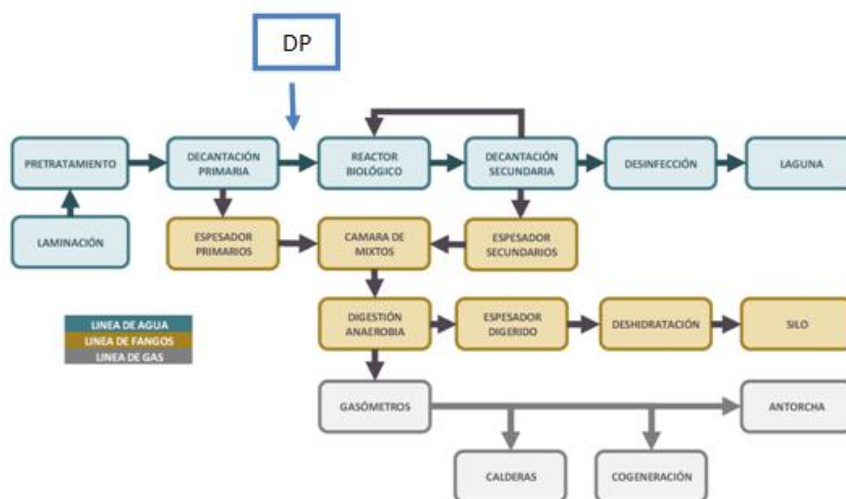 DP
PRETRATAMIENTO
DECANTACIÓN
PRIMARIA
REACTOR
BIOLÓGICO
DECANTACIÓN
SECUNDARIA
DESINFECCIÓN
LAGUNA
LAMINACIÓN
ESPESADOR
PRIMARIOS
CAMARA DE
MIXTOS
ESPESADOR
SECUNDARIOS
LINEA DE AGUA
LINEA DE FANGOS
LINEA DE GAS
DIGESTIÓN
ANAEROBIA
ESPESADOR
DIGERIDO
DESHIDRATACIÓN
SILO
GASÓMETROS
ANTORCHA
CALDERAS
COGENERACIÓN